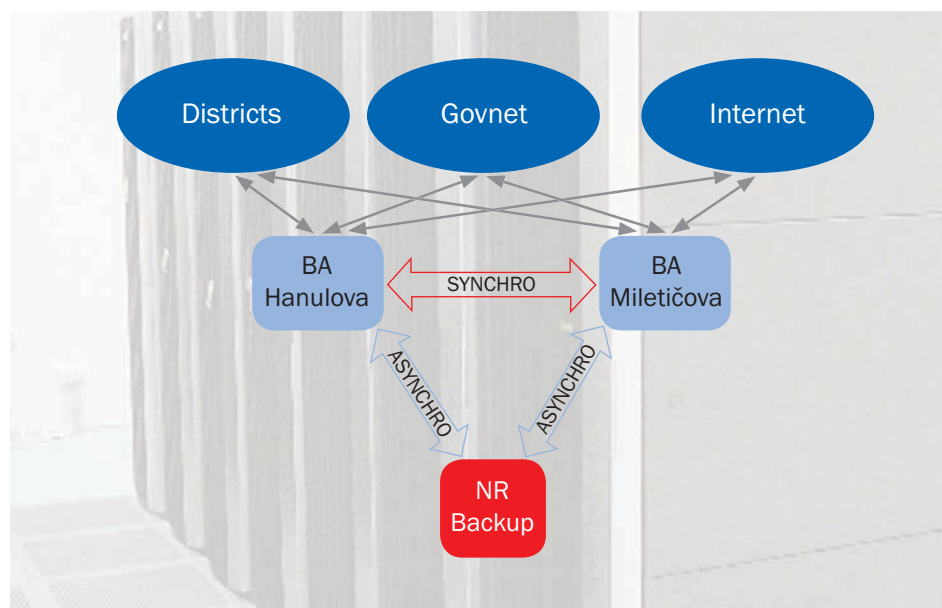 Districts
Govnet
Internet
BA
Hanulova
SYNCHRO
BA
Miletičova
ASYNCHRO
ASYNCHRO
NR
Backup